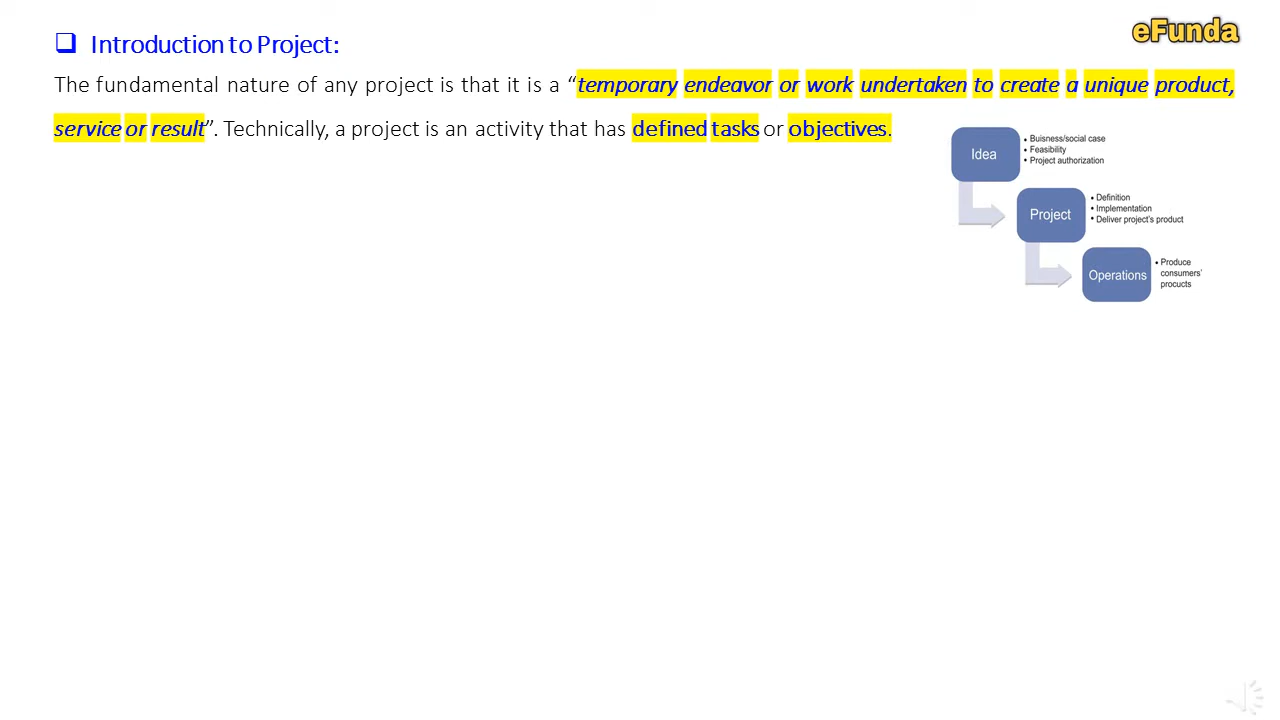 eFunda
❑ Introduction to Project:
The fundamental nature of any project is that it is a “temporary endeavor or work undertaken to create a unique product,
service or result”. Technically, a project is an activity that has defined tasks or objectives.
Idea
• Buisness/social case
• Feasibility
• Project authorization
Project
• Definition
• Implementation
• Deliver project's product
Operations
• Produce
consumers'
procucts